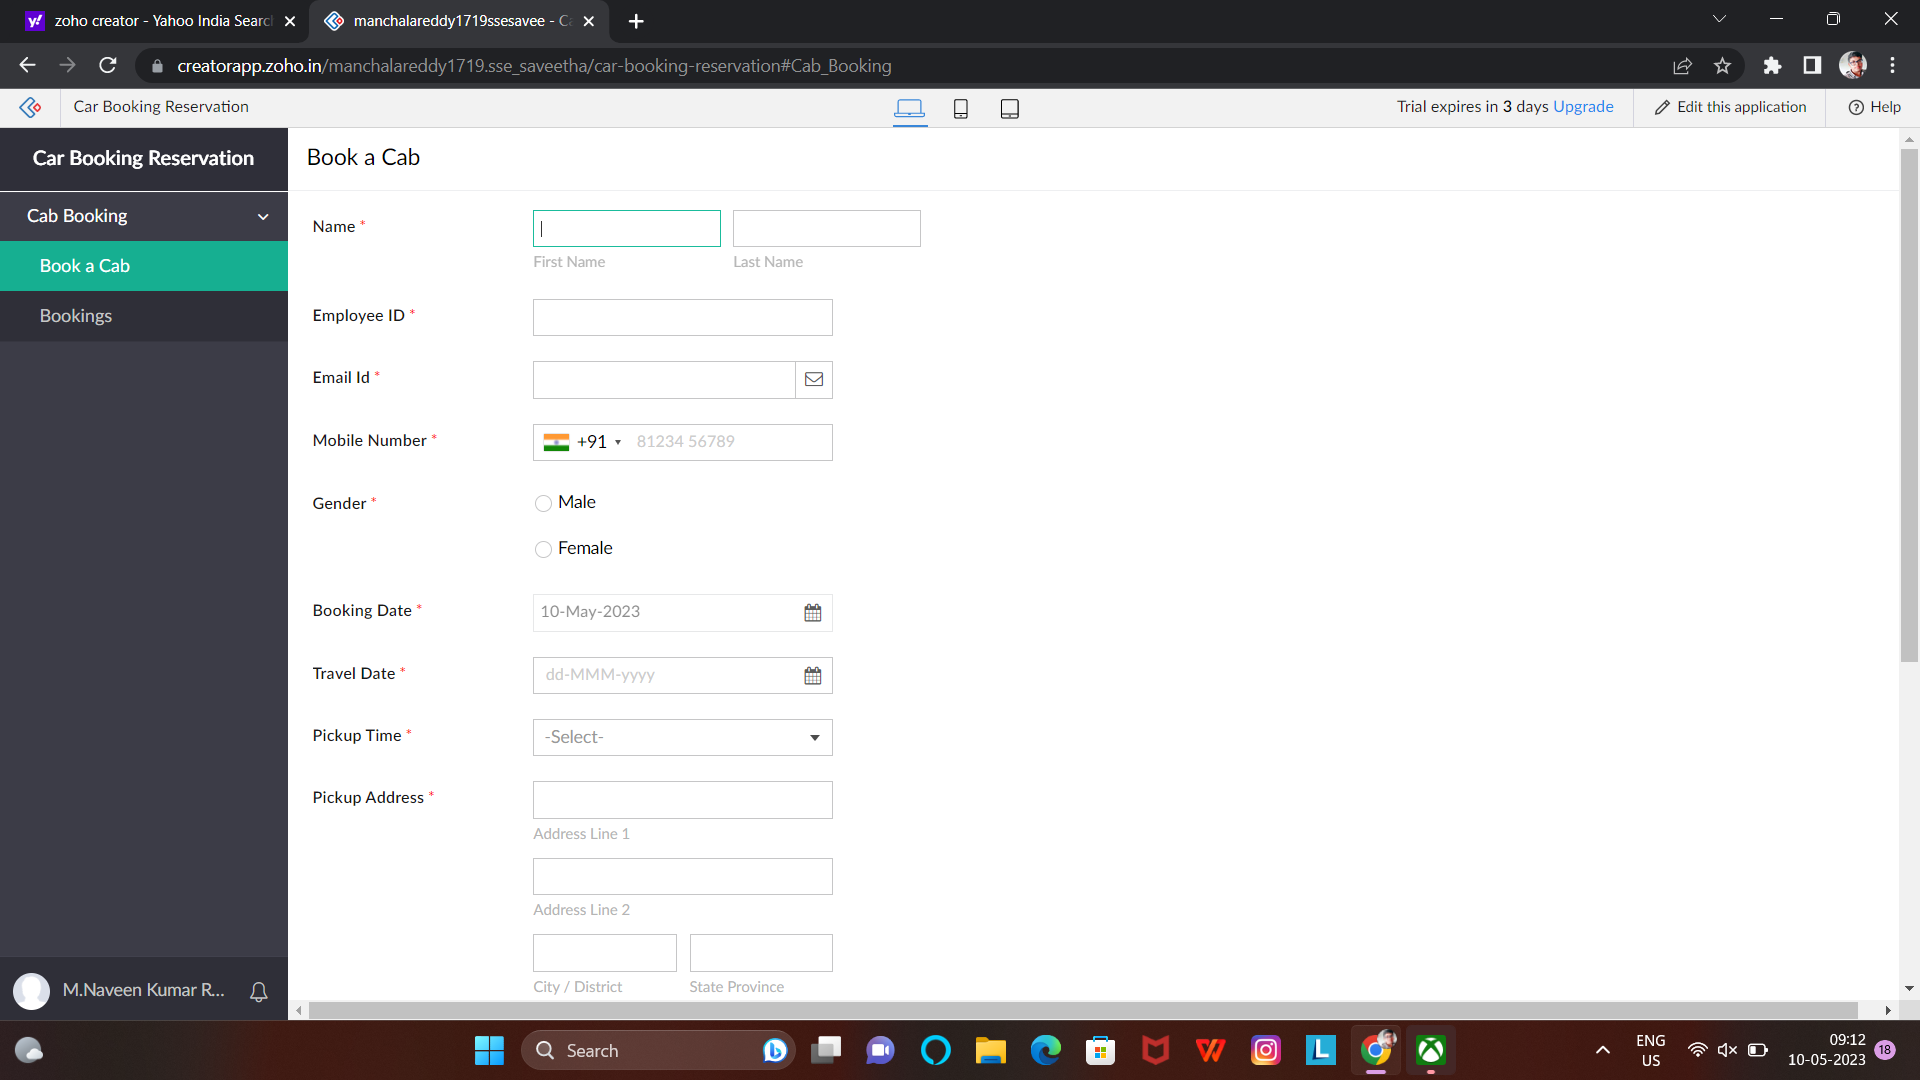 zoho creator - Yahoo India Searc
manchalareddy1719ssesavee - C
creatorapp.zoho.in/manchalareddy1719.sse_saveetha/car-booking-reservation#Cab_Booking
Car Booking Reservation
Trial expires in 3 days Upgrade
Edit this application
Help
Car Booking Reservation
Cab Booking
Book a Cab
Bookings
M.Naveen Kumar R...
Book a Cab
Name *
First Name
Last Name
Employee ID *
Email Id *
Mobile Number *
+91 81234 56789
Gender *
Male
Female
Booking Date *
10-May-2023
Travel Date *
dd-MMM-yyyy
Pickup Time *
-Select-
Pickup Address *
Address Line 1
Address Line 2
City / District
State Province
Search
ENG
US
09:12
10-05-2023
18